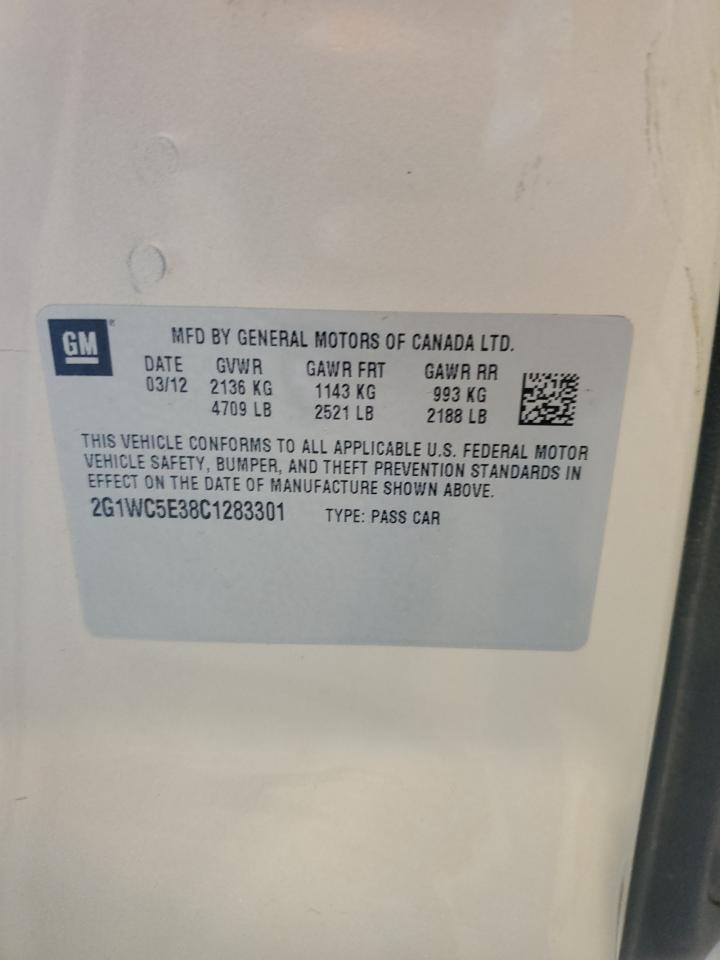 GM®
MFD BY GENERAL MOTORS OF CANADA LTD.
DATE GVWR GAWR FRT GAWR RR
03/12 2136 KG 1143 KG 993 KG
4709 LB 2521 LB 2188 LB
THIS VEHICLE CONFORMS TO ALL APPLICABLE U.S. FEDERAL MOTOR
VEHICLE SAFETY, BUMPER, AND THEFT PREVENTION STANDARDS IN
EFFECT ON THE DATE OF MANUFACTURE SHOWN ABOVE.
2G1WC5E38C1283301 TYPE: PASS CAR